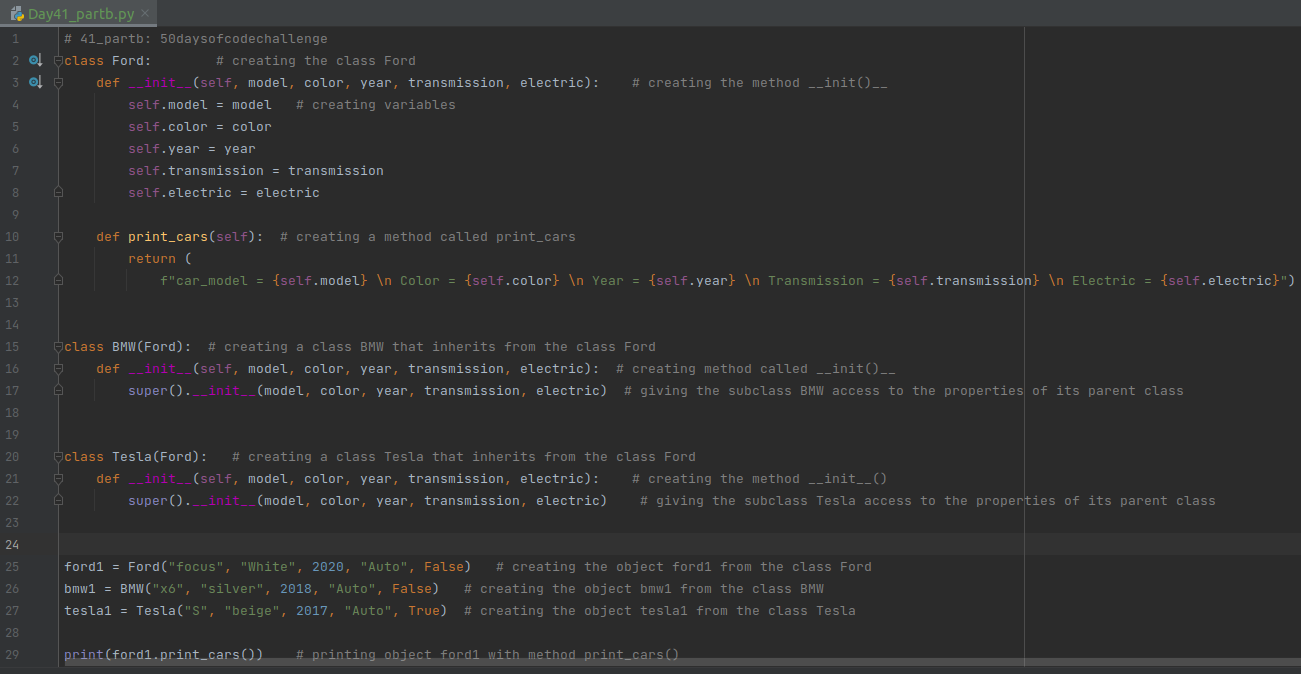 Day41_partb.py ×
1 # 41_partb: 50daysofcodechallenge
2 class Ford:        # creating the class Ford
3     def __init__(self, model, color, year, transmission, electric):    # creating the method __init()__
4         self.model = model   # creating variables
5         self.color = color
6         self.year = year
7         self.transmission = transmission
8         self.electric = electric
9
10     def print_cars(self):  # creating a method called print_cars
11         return (
12             f"car_model = {self.model} \n Color = {self.color} \n Year = {self.year} \n Transmission = {self.transmission} \n Electric = {self.electric}")
13
14
15 class BMW(Ford):  # creating a class BMW that inherits from the class Ford
16     def __init__(self, model, color, year, transmission, electric):  # creating method called __init()__
17         super().__init__(model, color, year, transmission, electric)  # giving the subclass BMW access to the properties of its parent class
18
19
20 class Tesla(Ford):   # creating a class Tesla that inherits from the class Ford
21     def __init__(self, model, color, year, transmission, electric):    # creating the method __init__()
22         super().__init__(model, color, year, transmission, electric)    # giving the subclass Tesla access to the properties of its parent class
23
24
25 ford1 = Ford("focus", "White", 2020, "Auto", False)   # creating the object ford1 from the class Ford
26 bmw1 = BMW("x6", "silver", 2018, "Auto", False)   # creating the object bmw1 from the class BMW
27 tesla1 = Tesla("S", "beige", 2017, "Auto", True)  # creating the object tesla1 from the class Tesla
28
29 print(ford1.print_cars())    # printing object ford1 with method print_cars()